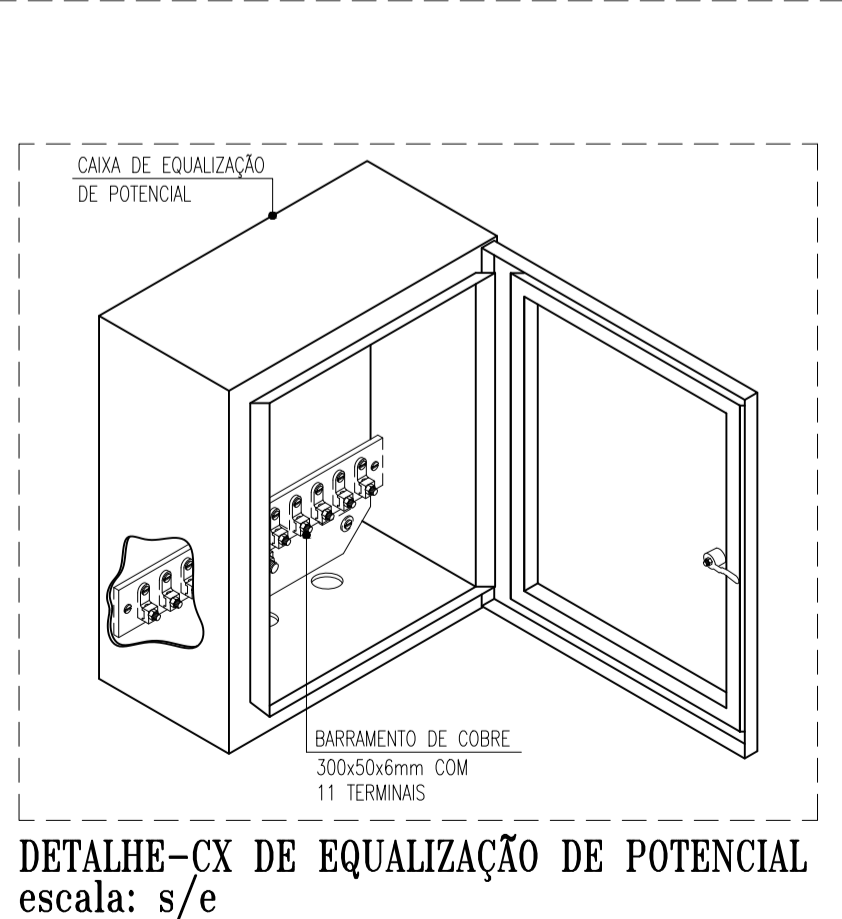 CAIXA DE EQUALIZAÇÃO
DE POTENCIAL
BARRAMENTO DE COBRE
300x50x6mm COM
11 TERMINAIS
DETALHE-CX DE EQUALIZAÇÃO DE POTENCIAL
escala: s/e